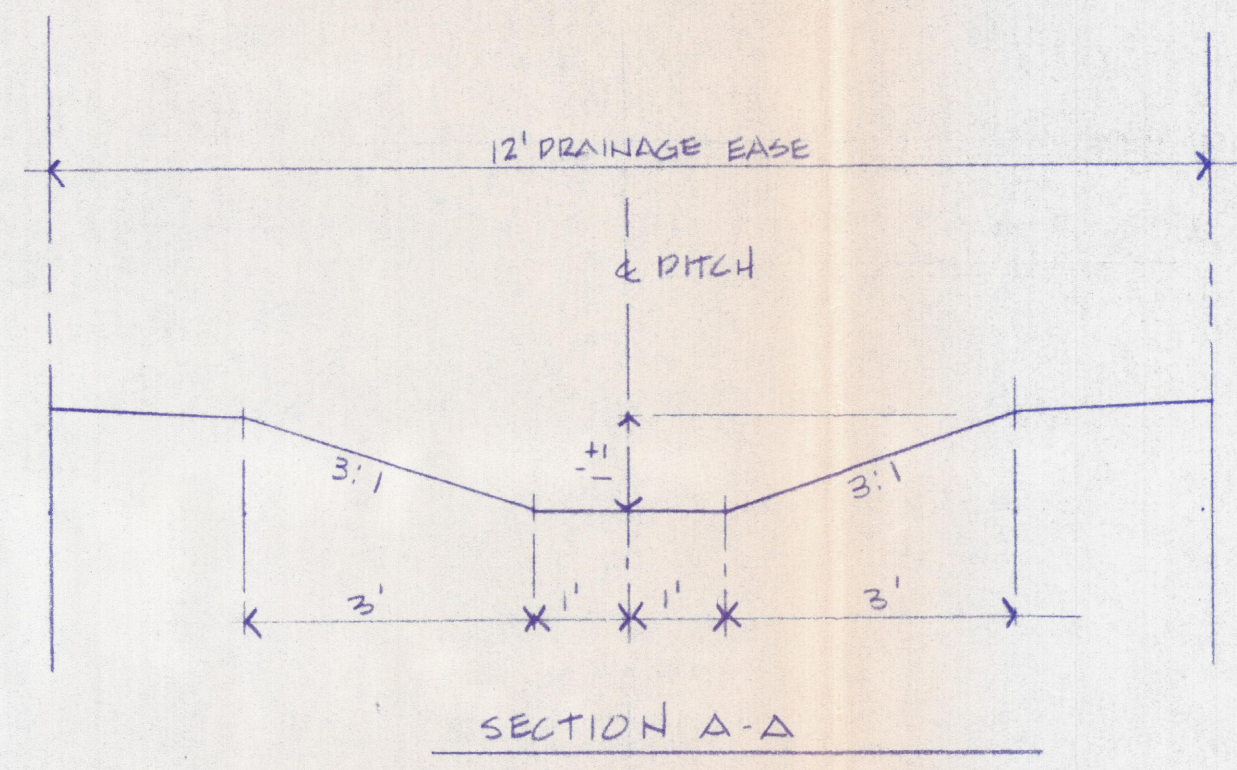 12' DRAINAGE EASE
℄ DITCH
±1'
3:1
3:1
3'
1'
1'
3'
SECTION A-A